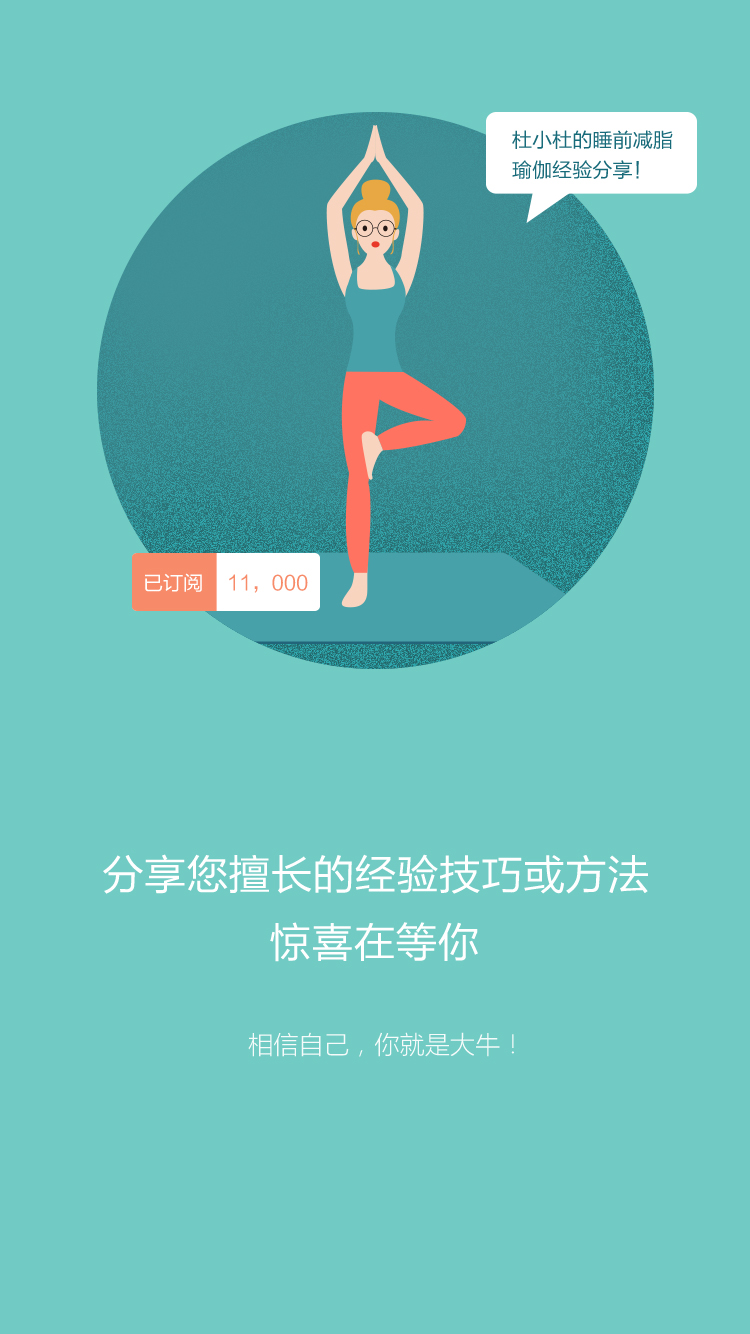 杜小杜的睡前减脂
瑜伽经验分享！
已订阅 11，000
分享您擅长的经验技巧或方法
惊喜在等你
相信自己，你就是大牛！